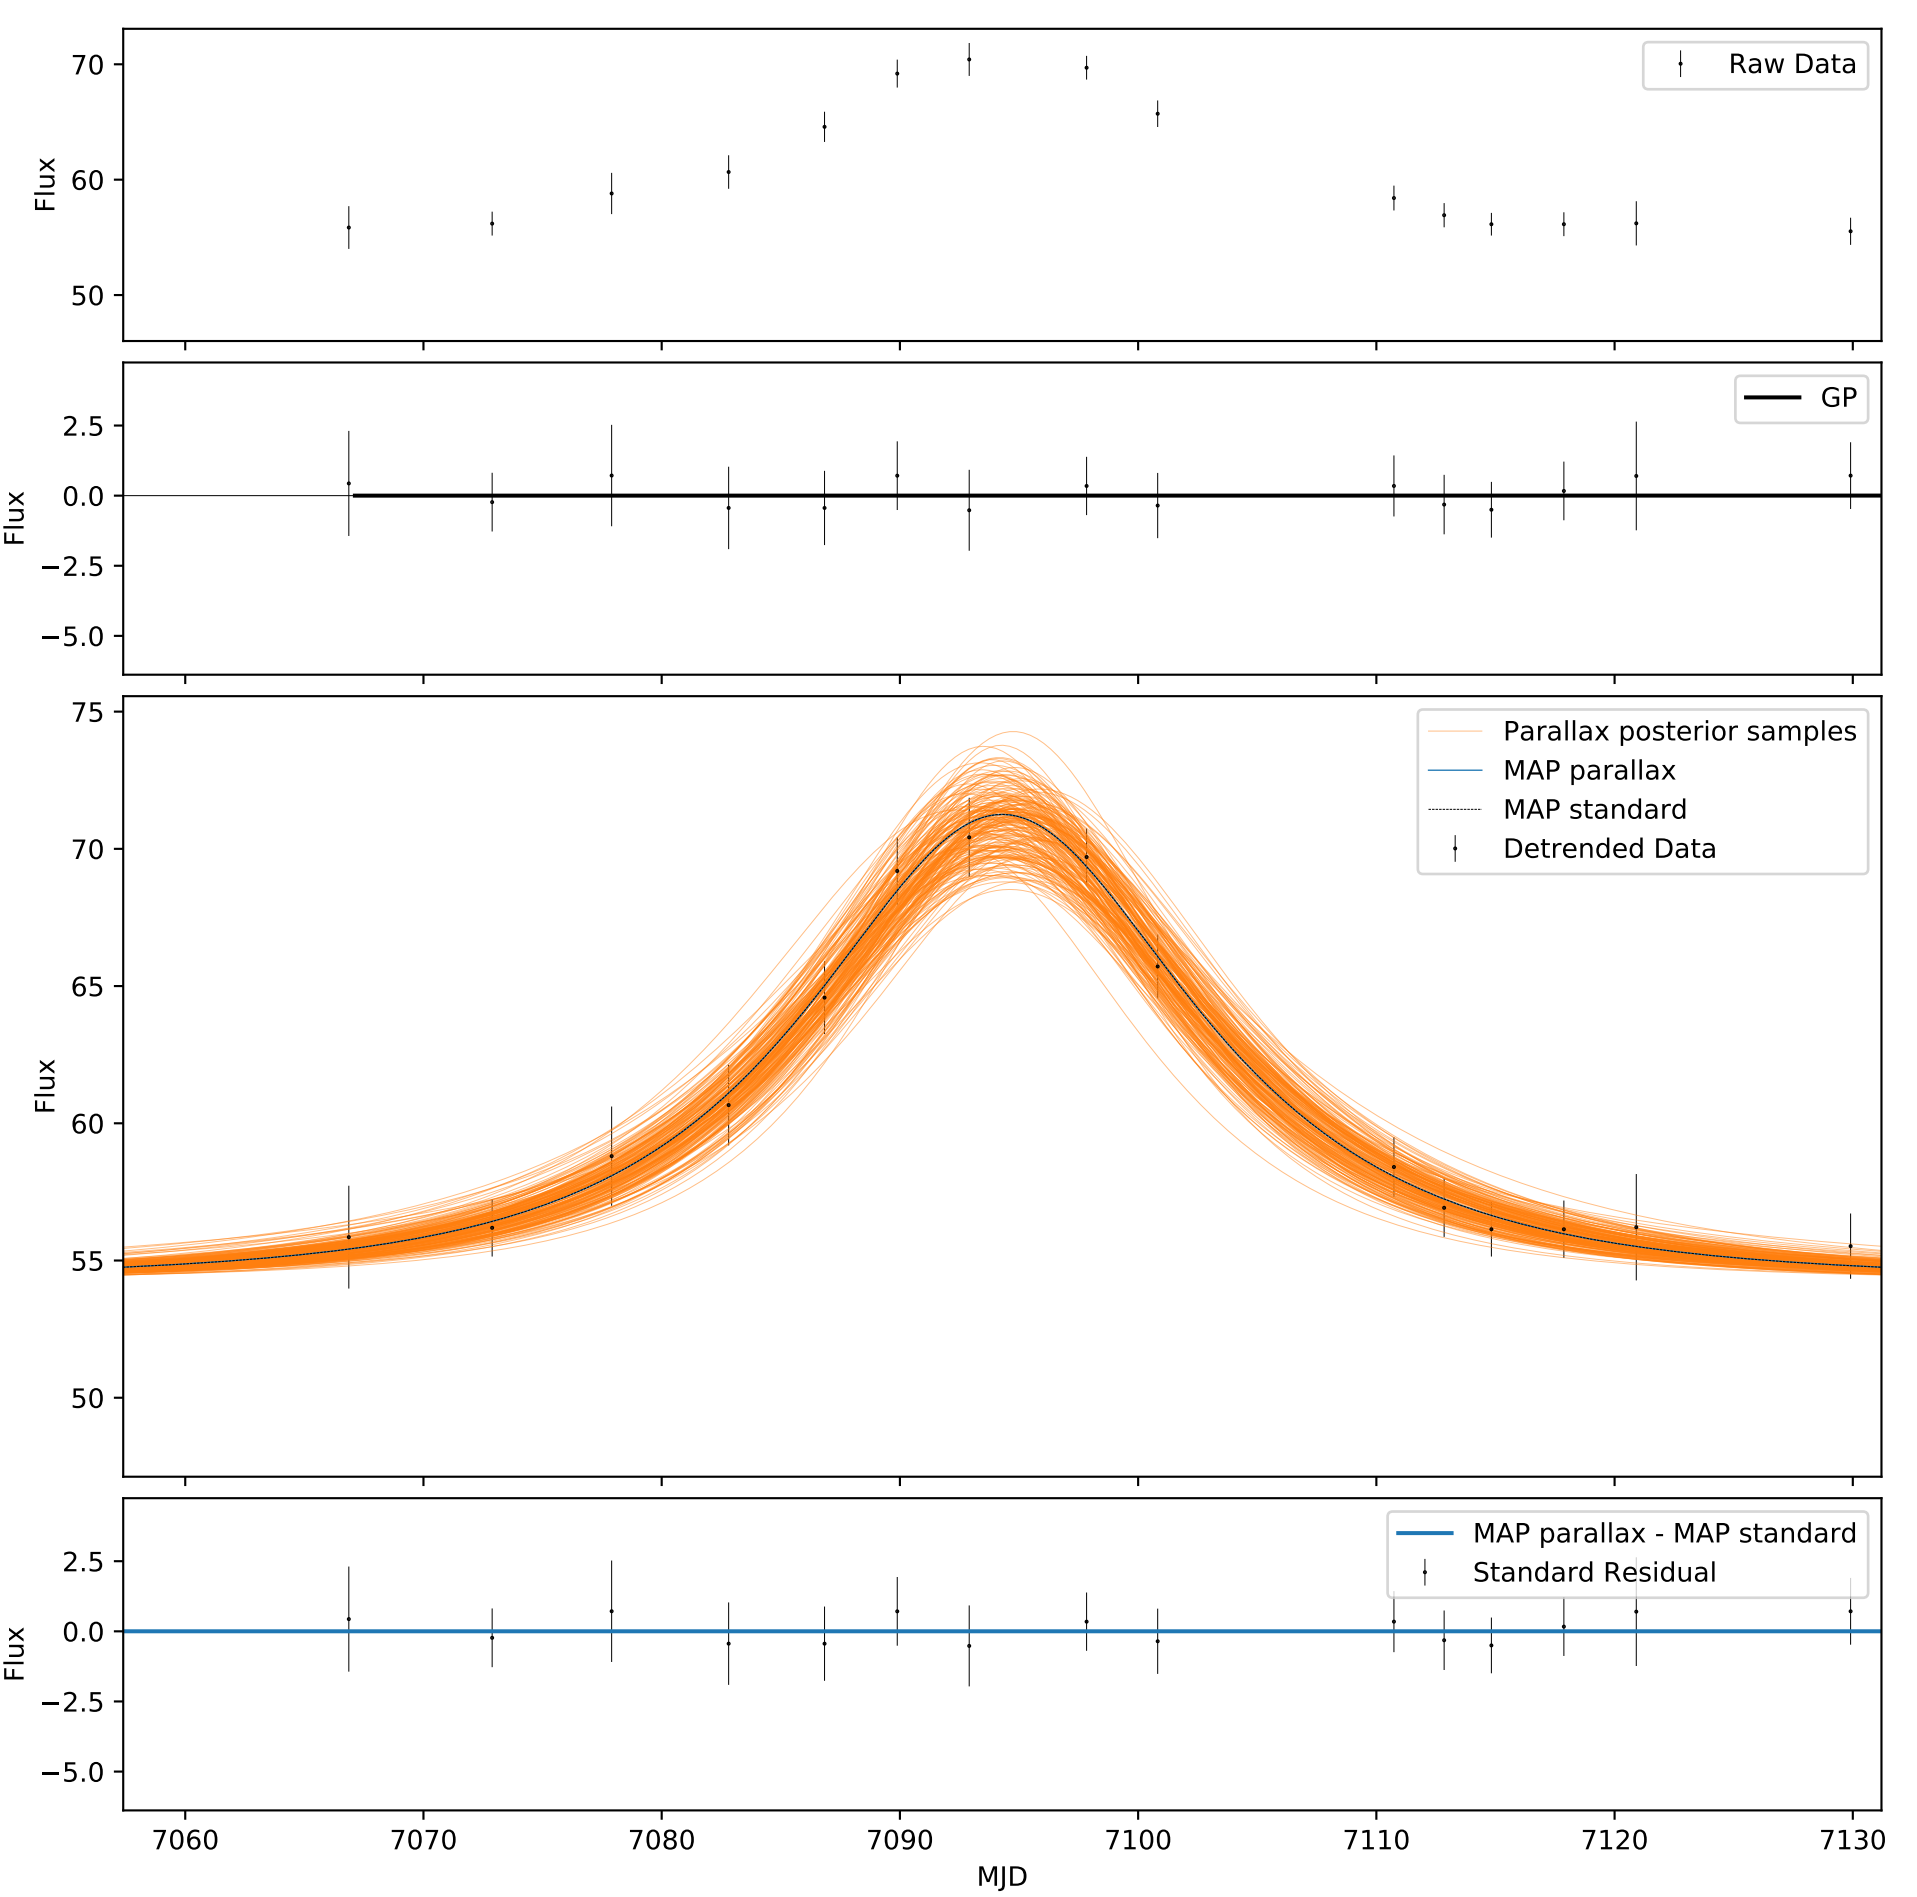 70
60
50
Flux
Raw Data
2.5
0.0
−2.5
−5.0
Flux
GP
75
70
65
60
55
50
Flux
Parallax posterior samples
MAP parallax
MAP standard
Detrended Data
2.5
0.0
−2.5
−5.0
Flux
MAP parallax - MAP standard
Standard Residual
7060 7070 7080 7090 7100 7110 7120 7130
MJD